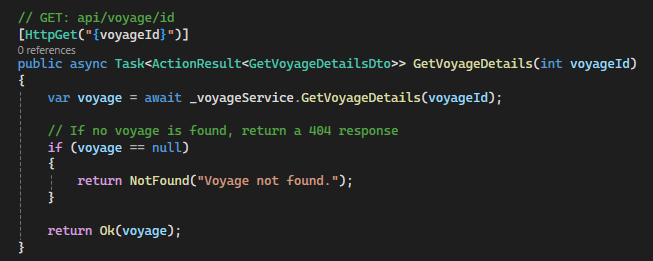 // GET: api/voyage/id
[HttpGet("{voyageId}")]
0 references
public async Task<ActionResult<GetVoyageDetailsDto>> GetVoyageDetails(int voyageId)
{
var voyage = await _voyageService.GetVoyageDetails(voyageId);
// If no voyage is found, return a 404 response
if (voyage == null)
{
return NotFound("Voyage not found.");
}
return Ok(voyage);
}